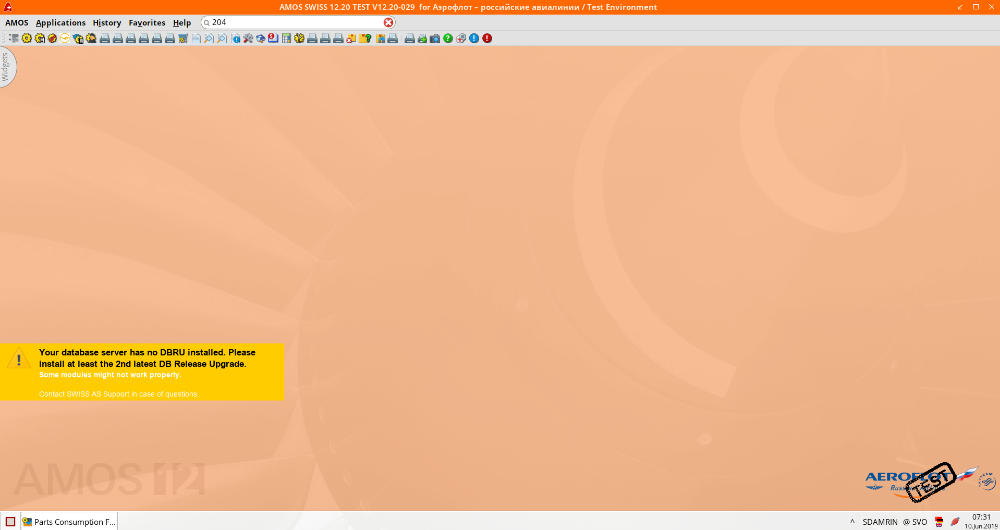 AMOS SWISS 12.20 TEST V12.20-029 for Аэрофлот – российские авиалинии / Test Environment
AMOS Applications History Favorites Help 204
Widgets
Your database server has no DBRU installed. Please
install at least the 2nd latest DB Release Upgrade.
Some modules might not work properly.
Contact SWISS AS Support in case of questions.
AMOS 12
AEROFLOT
Russian Airlines
TEST
SKYTEAM
Parts Consumption F...
^ SDAMRIN @ SVO
07:31
10.Jun.2019